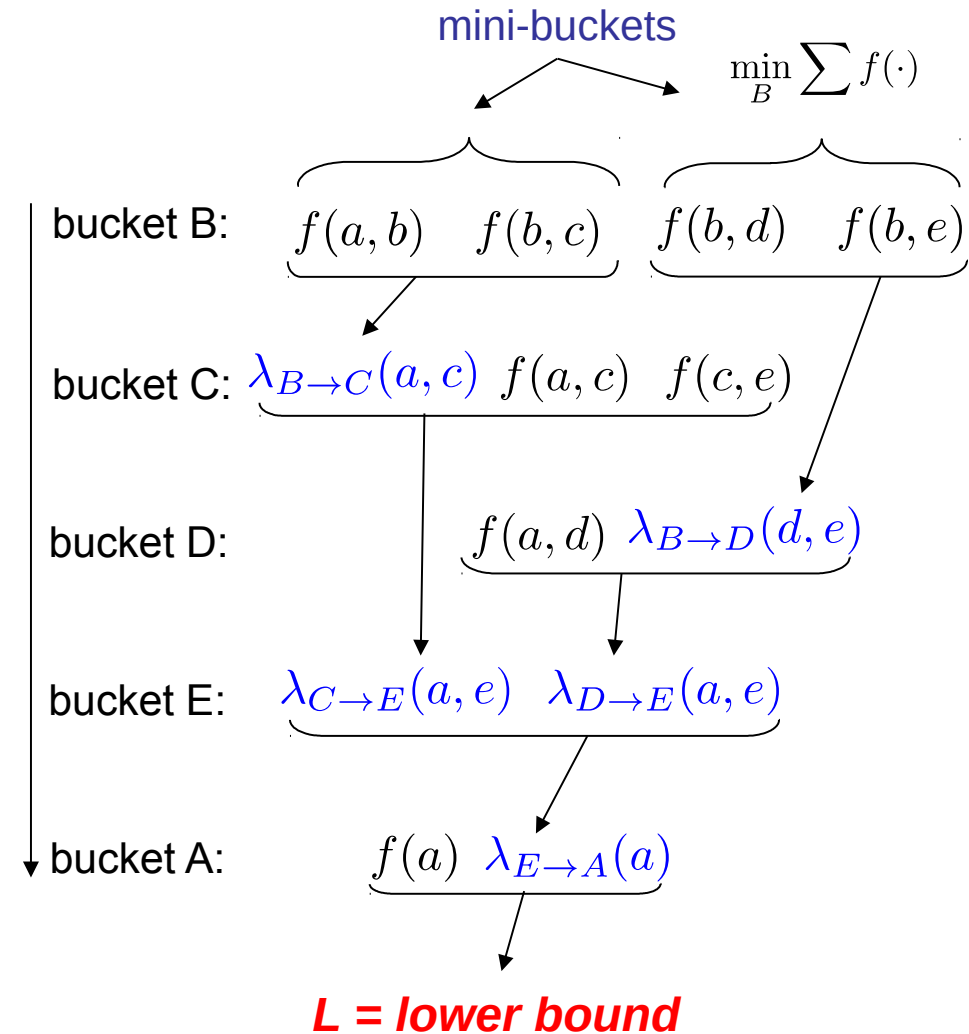 mini-buckets
min_B ∑ f(·)
bucket B: f(a, b) f(b, c) f(b, d) f(b, e)
bucket C: λ_{B→C}(a, c) f(a, c) f(c, e)
bucket D: f(a, d) λ_{B→D}(d, e)
bucket E: λ_{C→E}(a, e) λ_{D→E}(a, e)
bucket A: f(a) λ_{E→A}(a)
L = lower bound